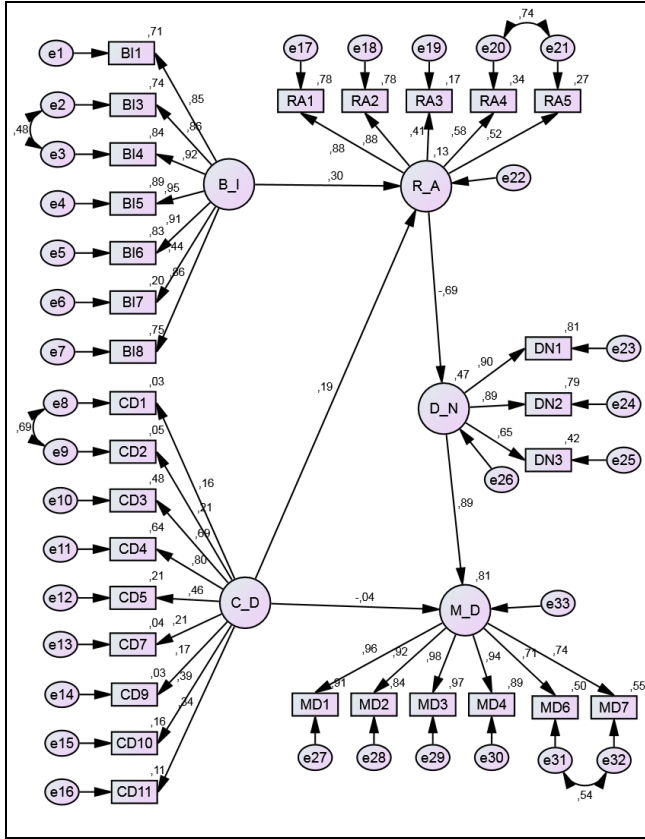 e1 BI1 ,71
e2 BI3 ,74
,48
e3 BI4 ,84
e4 BI5 ,89
e5 BI6 ,83
e6 BI7 ,20
e7 BI8 ,75
,85
,86
,92
,95
,91
,44
,86
B_I
,30
,74
e17 e18 e19 e20 e21
,78 ,78 ,17 ,34 ,27
RA1 RA2 RA3 RA4 RA5
,88 ,88 ,41 ,58 ,52
,13
R_A
e22
-,69
,19
,81
DN1 e23
,90
,47 ,79
D_N ,89 DN2 e24
,65 ,42
DN3 e25
e26
,89
e8 CD1 ,03
,69
e9 CD2 ,05
e10 CD3 ,48
e11 CD4 ,64
e12 CD5 ,21
e13 CD7 ,04
e14 CD9 ,03
e15 CD10 ,16
e16 CD11 ,11
,16
,21
,69
,80
,46
,21
,17
,39
,34
C_D
-,04
,81
M_D
e33
,96 ,92 ,98 ,94 ,71 ,74
,91 ,84 ,97 ,89 ,50 ,55
MD1 MD2 MD3 MD4 MD6 MD7
e27 e28 e29 e30 e31 e32
,54